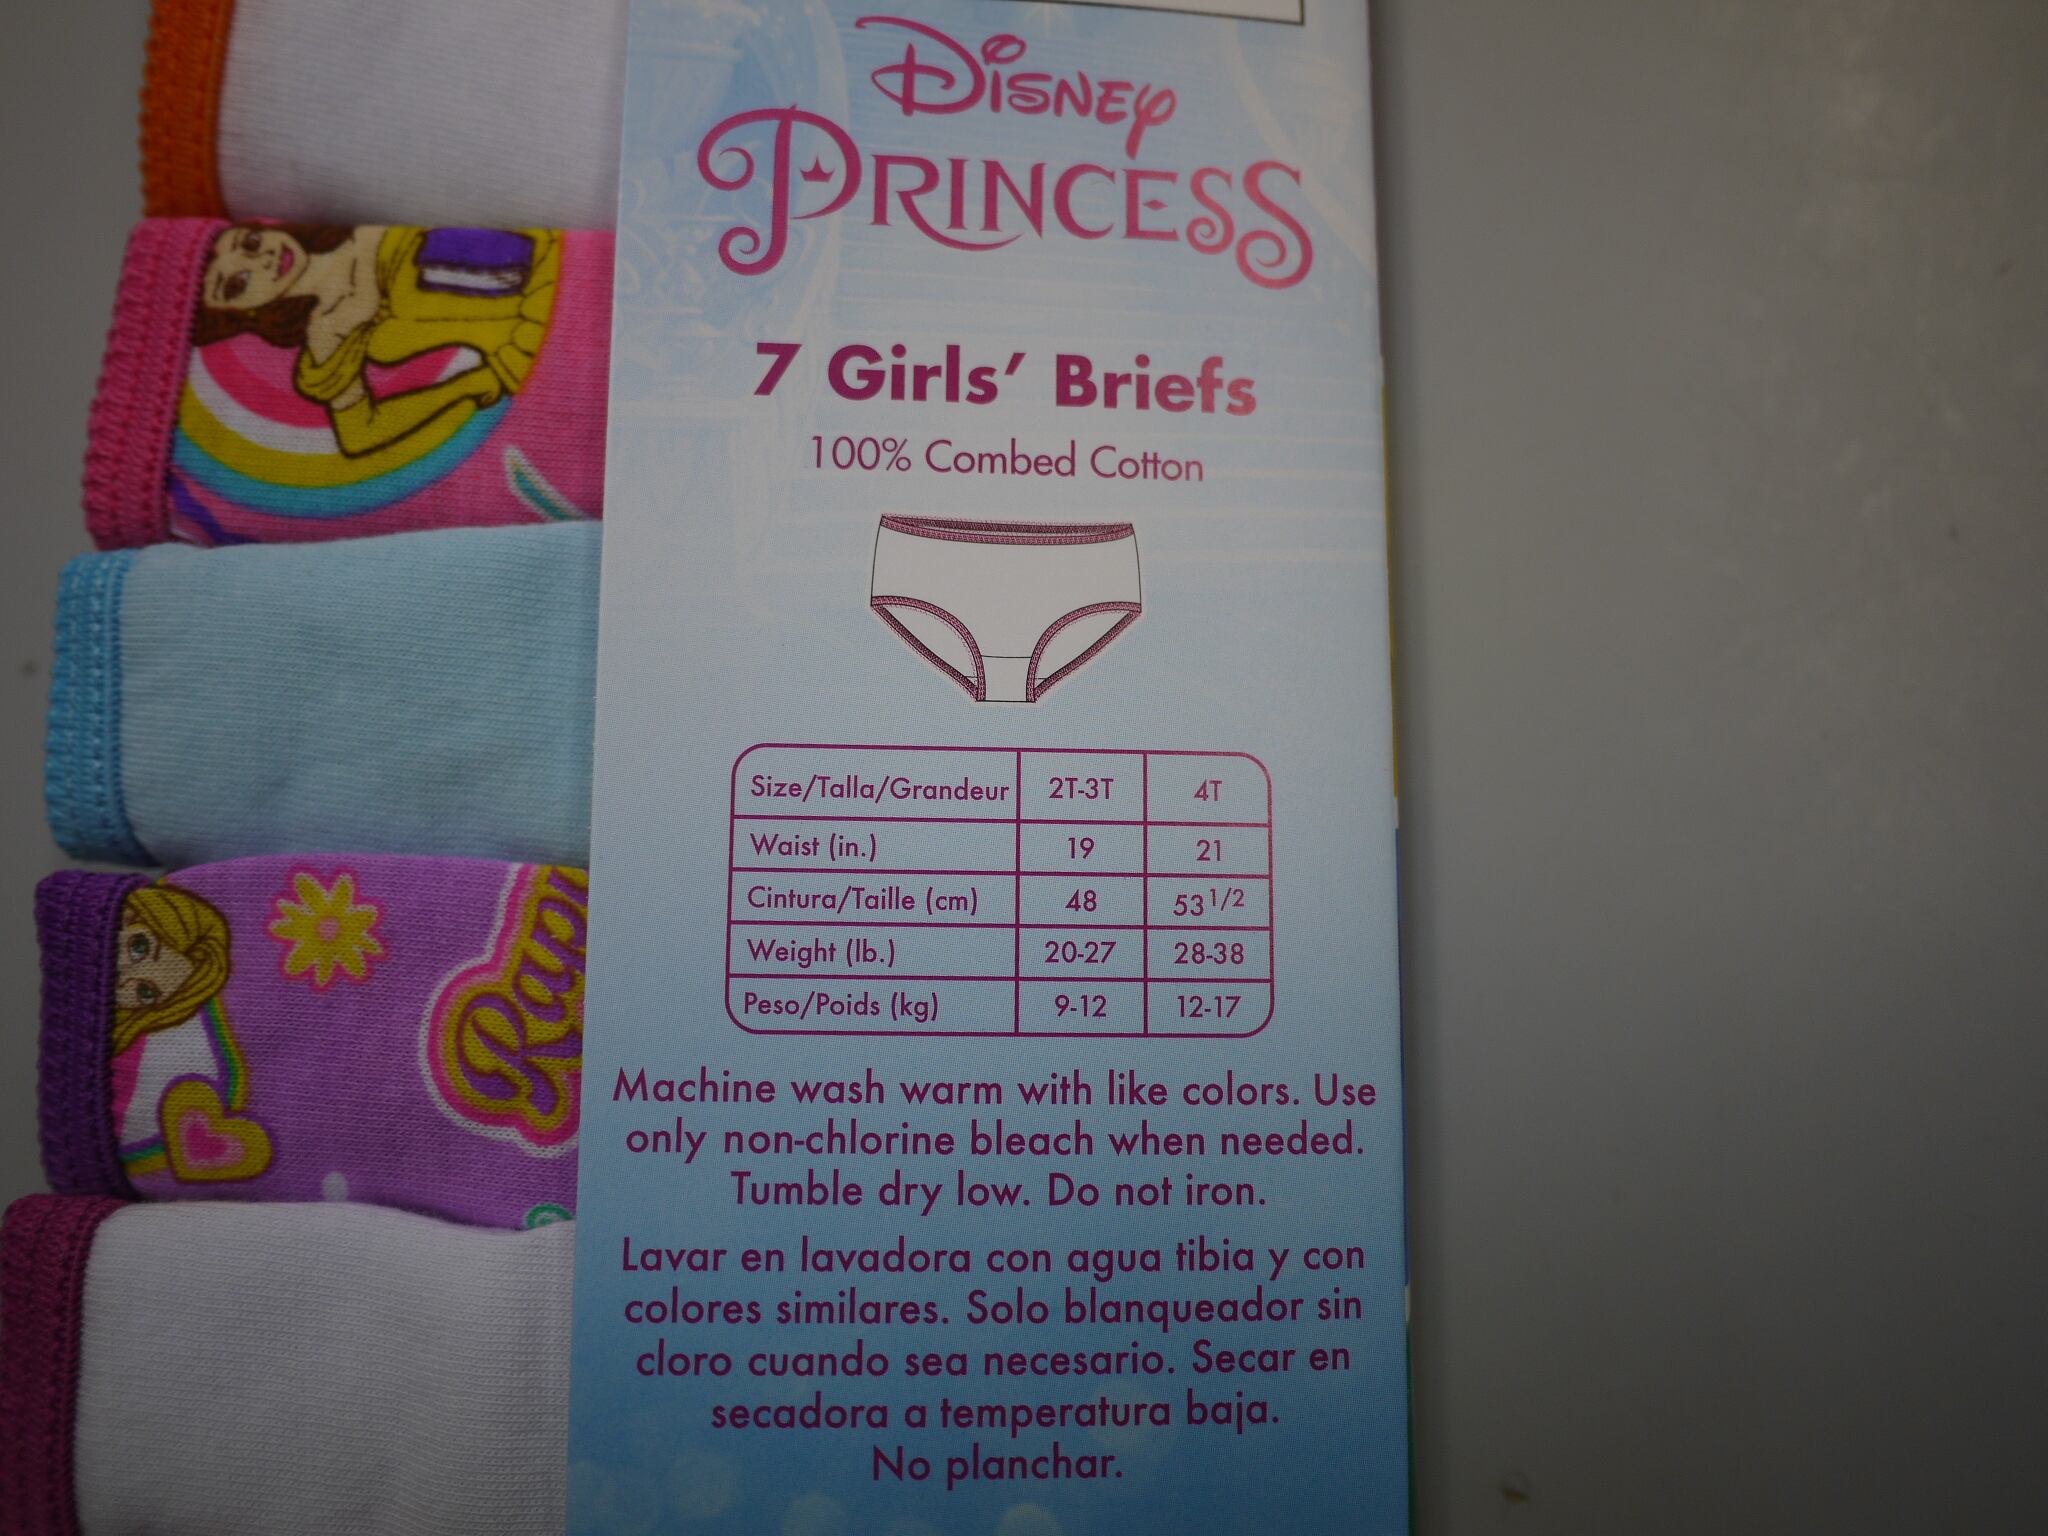 Disney
Princess
7 Girls' Briefs
100% Combed Cotton
Size/Talla/Grandeur 2T-3T 4T
Waist (in.) 19 21
Cintura/Taille (cm) 48 53 1/2
Weight (lb.) 20-27 28-38
Peso/Poids (kg) 9-12 12-17
Machine wash warm with like colors. Use
only non-chlorine bleach when needed.
Tumble dry low. Do not iron.
Lavar en lavadora con agua tibia y con
colores similares. Solo blanqueador sin
cloro cuando sea necesario. Secar en
secadora a temperatura baja.
No planchar.
Rapu